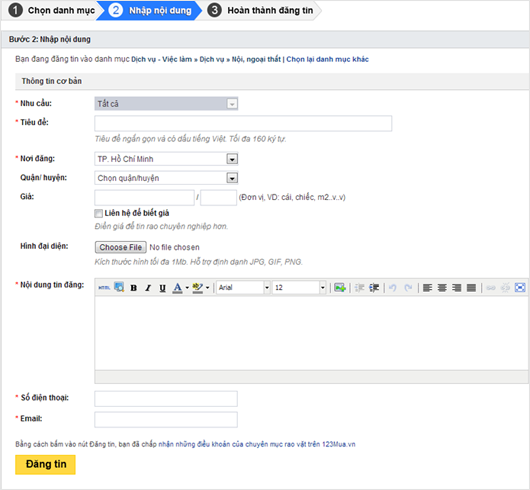 1 Chọn danh mục 2 Nhập nội dung 3 Hoàn thành đăng tin
Bước 2: Nhập nội dung
Bạn đang đăng tin vào danh mục Dịch vụ - Việc làm » Dịch vụ » Nội, ngoại thất | Chọn lại danh mục khác
Thông tin cơ bản
* Nhu cầu: Tất cả
* Tiêu đề:
Tiêu đề ngắn gọn và có dấu tiếng Việt. Tối đa 160 ký tự.
* Nơi đăng: TP. Hồ Chí Minh
Quận/ huyện: Chọn quận/huyện
Giá: / (Đơn vị, VD: cái, chiếc, m2..v..v)
Liên hệ để biết giá
Điền giá để tin rao chuyên nghiệp hơn.
Hình đại diện: Choose File No file chosen
Kích thước hình tối đa 1Mb. Hỗ trợ định dạnh JPG, GIF, PNG.
* Nội dung tin đăng: HTML B I U A ab Arial 12
* Số điện thoại:
* Email:
Bằng cách bấm vào nút Đăng tin, bạn đã chấp nhận những điều khoản của chuyên mục rao vặt trên 123Mua.vn
Đăng tin